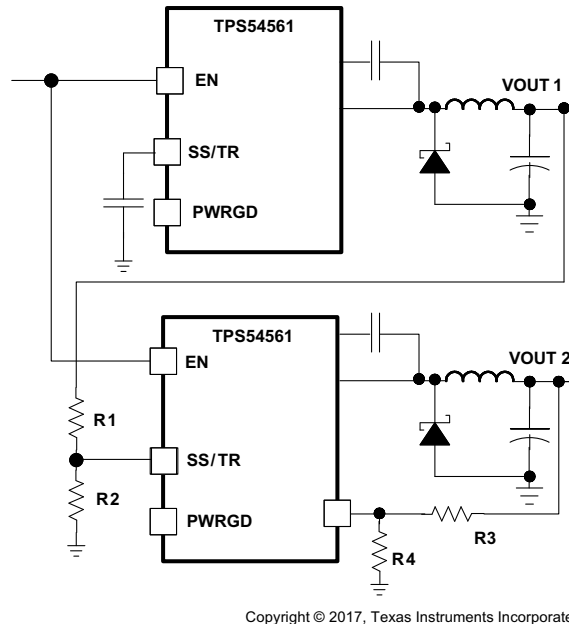 TPS54561
EN
VOUT 1
SS/TR
PWRGD
TPS54561
EN
VOUT 2
R1
SS/TR
R2
PWRGD
R3
R4
Copyright © 2017, Texas Instruments Incorporate